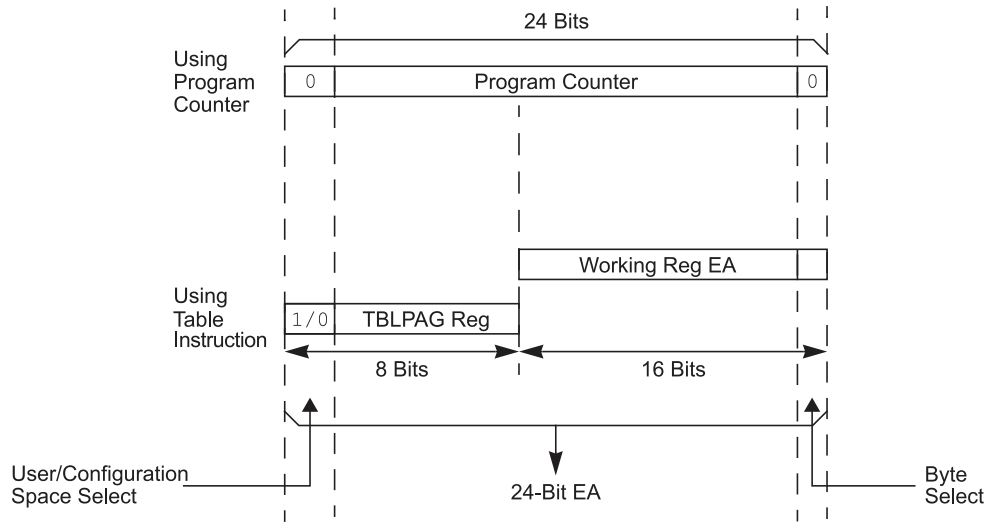 24 Bits
Using
Program
Counter
0
Program Counter
0
Working Reg EA
Using
Table
Instruction
1/0
TBLPAG Reg
8 Bits
16 Bits
User/Configuration
Space Select
24-Bit EA
Byte
Select